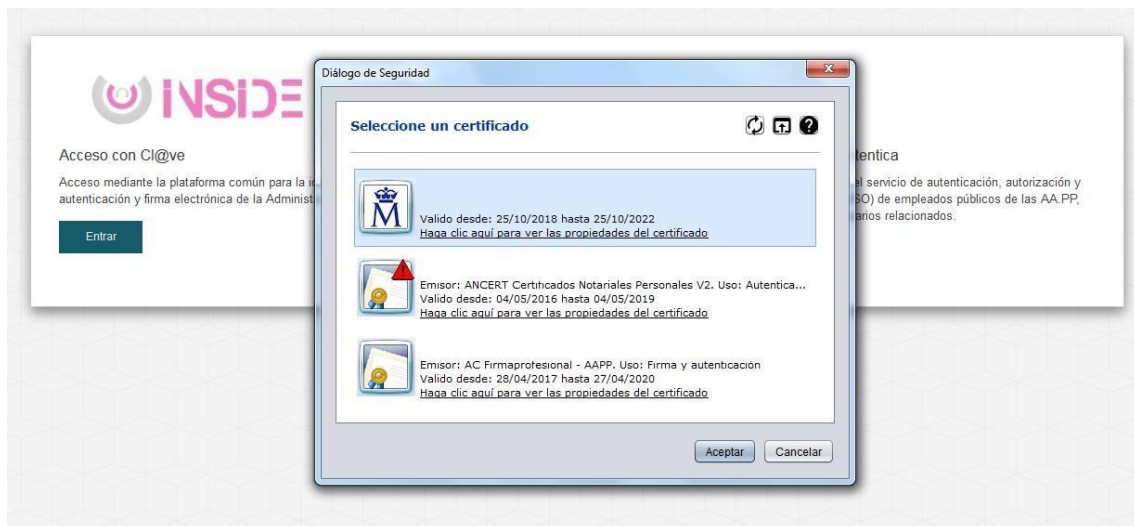 INSIDE
Acceso con Cl@ve
Acceso mediante la plataforma común para la
autenticación y firma electrónica de la Administ
Entrar
Diálogo de Seguridad
Seleccione un certificado
M
Valido desde: 25/10/2018 hasta 25/10/2022
Haga clic aquí para ver las propiedades del certificado
Emisor: ANCERT Certificados Notariales Personales V2. Uso: Autentica...
Valido desde: 04/05/2016 hasta 04/05/2019
Haga clic aquí para ver las propiedades del certificado
Emisor: AC Firmaprofesional - AAPP. Uso: Firma y autenticación
Valido desde: 28/04/2017 hasta 27/04/2020
Haga clic aquí para ver las propiedades del certificado
Aceptar
Cancelar
tentica
el servicio de autenticación, autorización y
SO) de empleados públicos de las AA.PP,
arios relacionados.